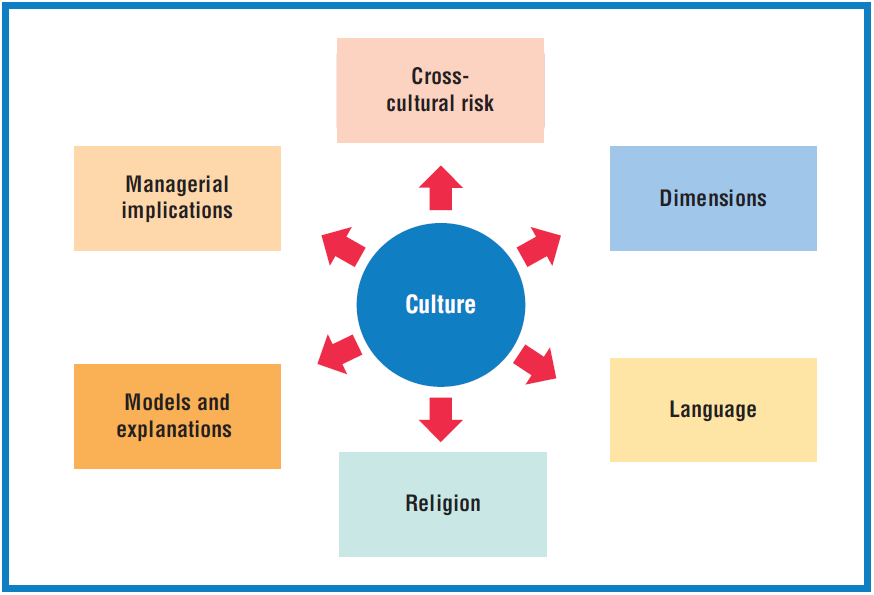 Cross-
cultural risk
Managerial
implications
Dimensions
Culture
Models and
explanations
Language
Religion